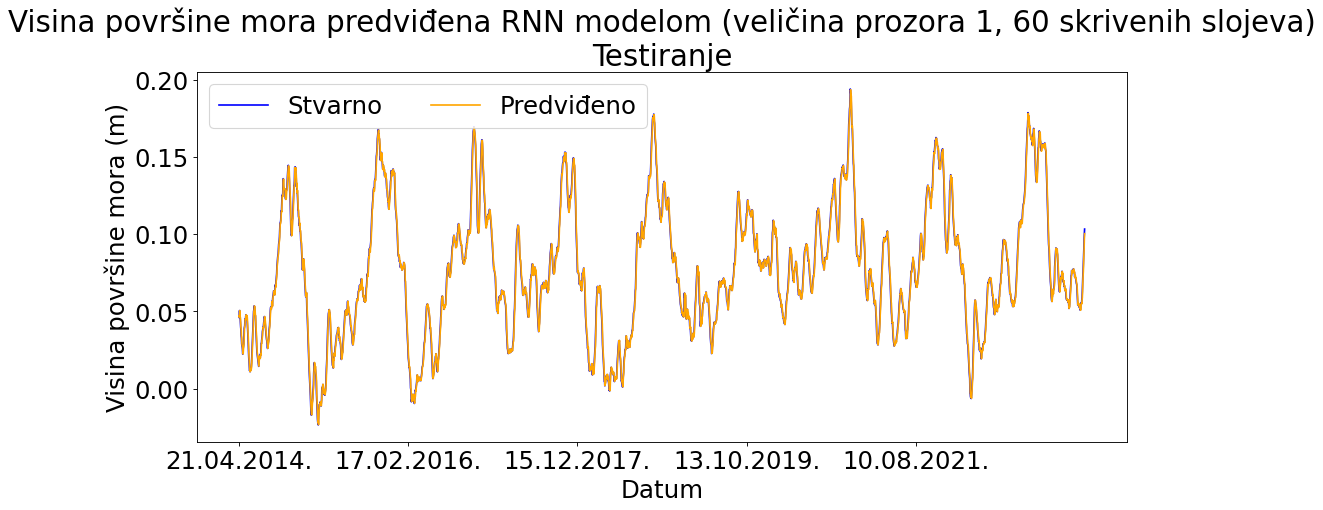 Visina površine mora predviđena RNN modelom (veličina prozora 1, 60 skrivenih slojeva)
Testiranje
Stvarno Predviđeno
Visina površine mora (m)
0.20
0.15
0.10
0.05
0.00
21.04.2014. 17.02.2016. 15.12.2017. 13.10.2019. 10.08.2021.
Datum